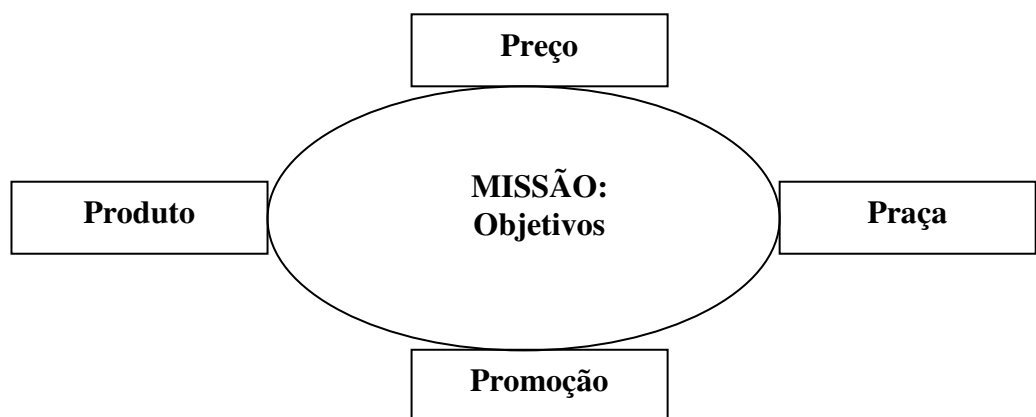 Preço
MISSÃO:
Objetivos
Produto
Praça
Promoção